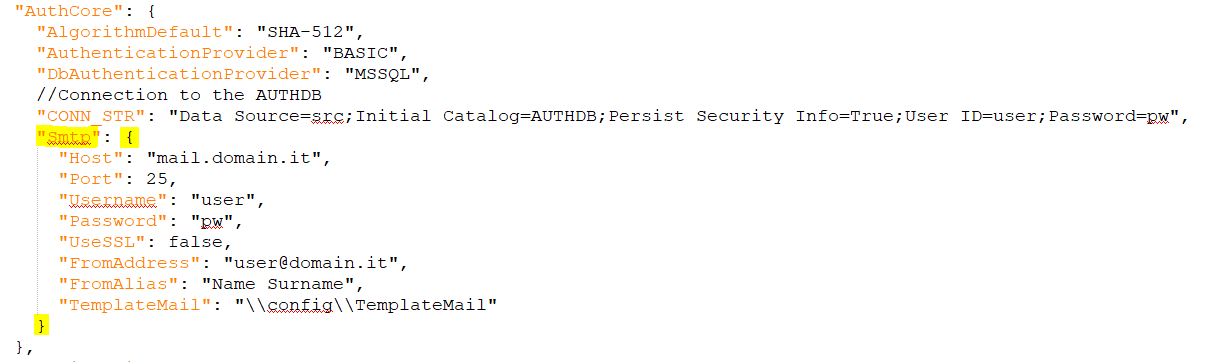 "AuthCore": {
"AlgorithmDefault": "SHA-512",
"AuthenticationProvider": "BASIC",
"DbAuthenticationProvider": "MSSQL",
//Connection to the AUTHDB
"CONN_STR": "Data Source=src;Initial Catalog=AUTHDB;Persist Security Info=True;User ID=user;Password=pw",
"Smtp": {
"Host": "mail.domain.it",
"Port": 25,
"Username": "user",
"Password": "pw",
"UseSSL": false,
"FromAddress": "user@domain.it",
"FromAlias": "Name Surname",
"TemplateMail": "\\config\\TemplateMail"
}
},